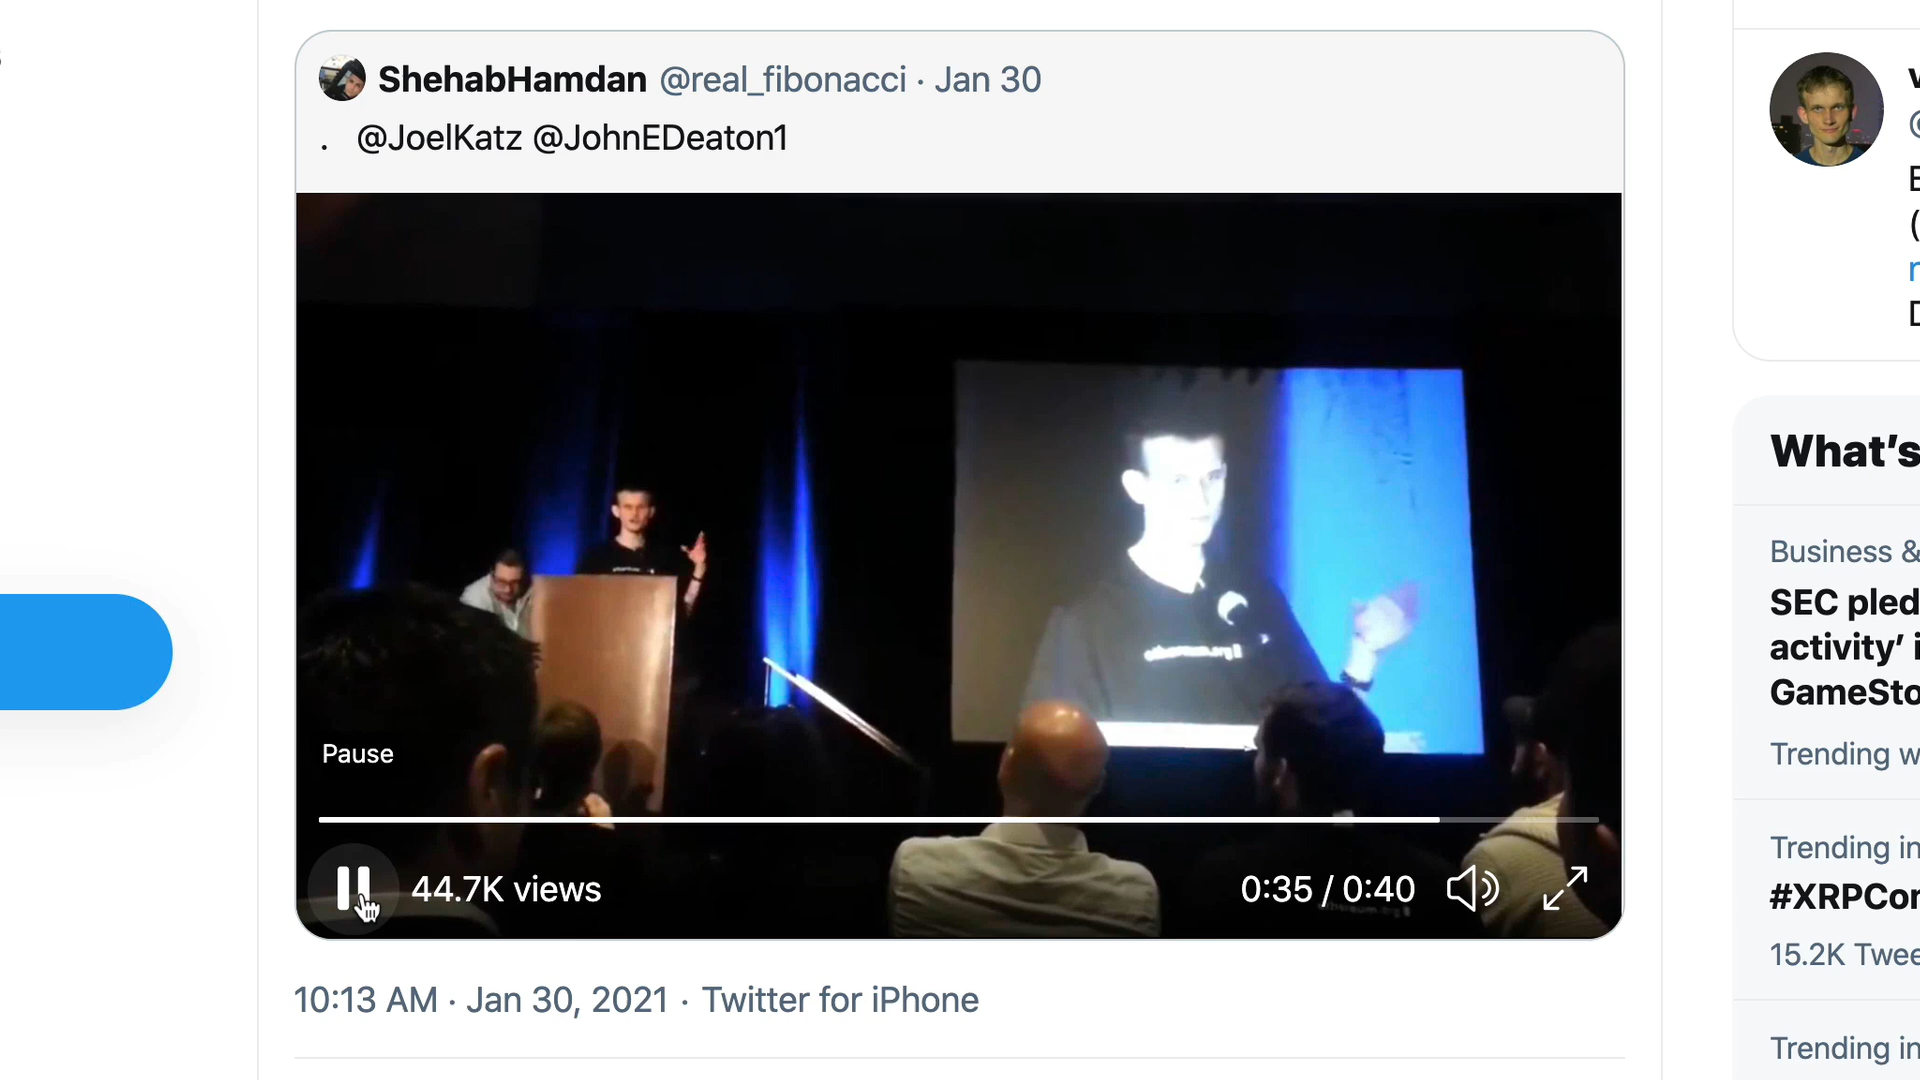 ShehabHamdan @real_fibonacci · Jan 30
. @JoelKatz @JohnEDeaton1
ethereum.org
Pause
44.7K views
0:35 / 0:40
10:13 AM · Jan 30, 2021 · Twitter for iPhone
What's
Business &
SEC pled
activity' i
GameSto
Trending w
Trending in
#XRPCor
15.2K Twee
Trending in